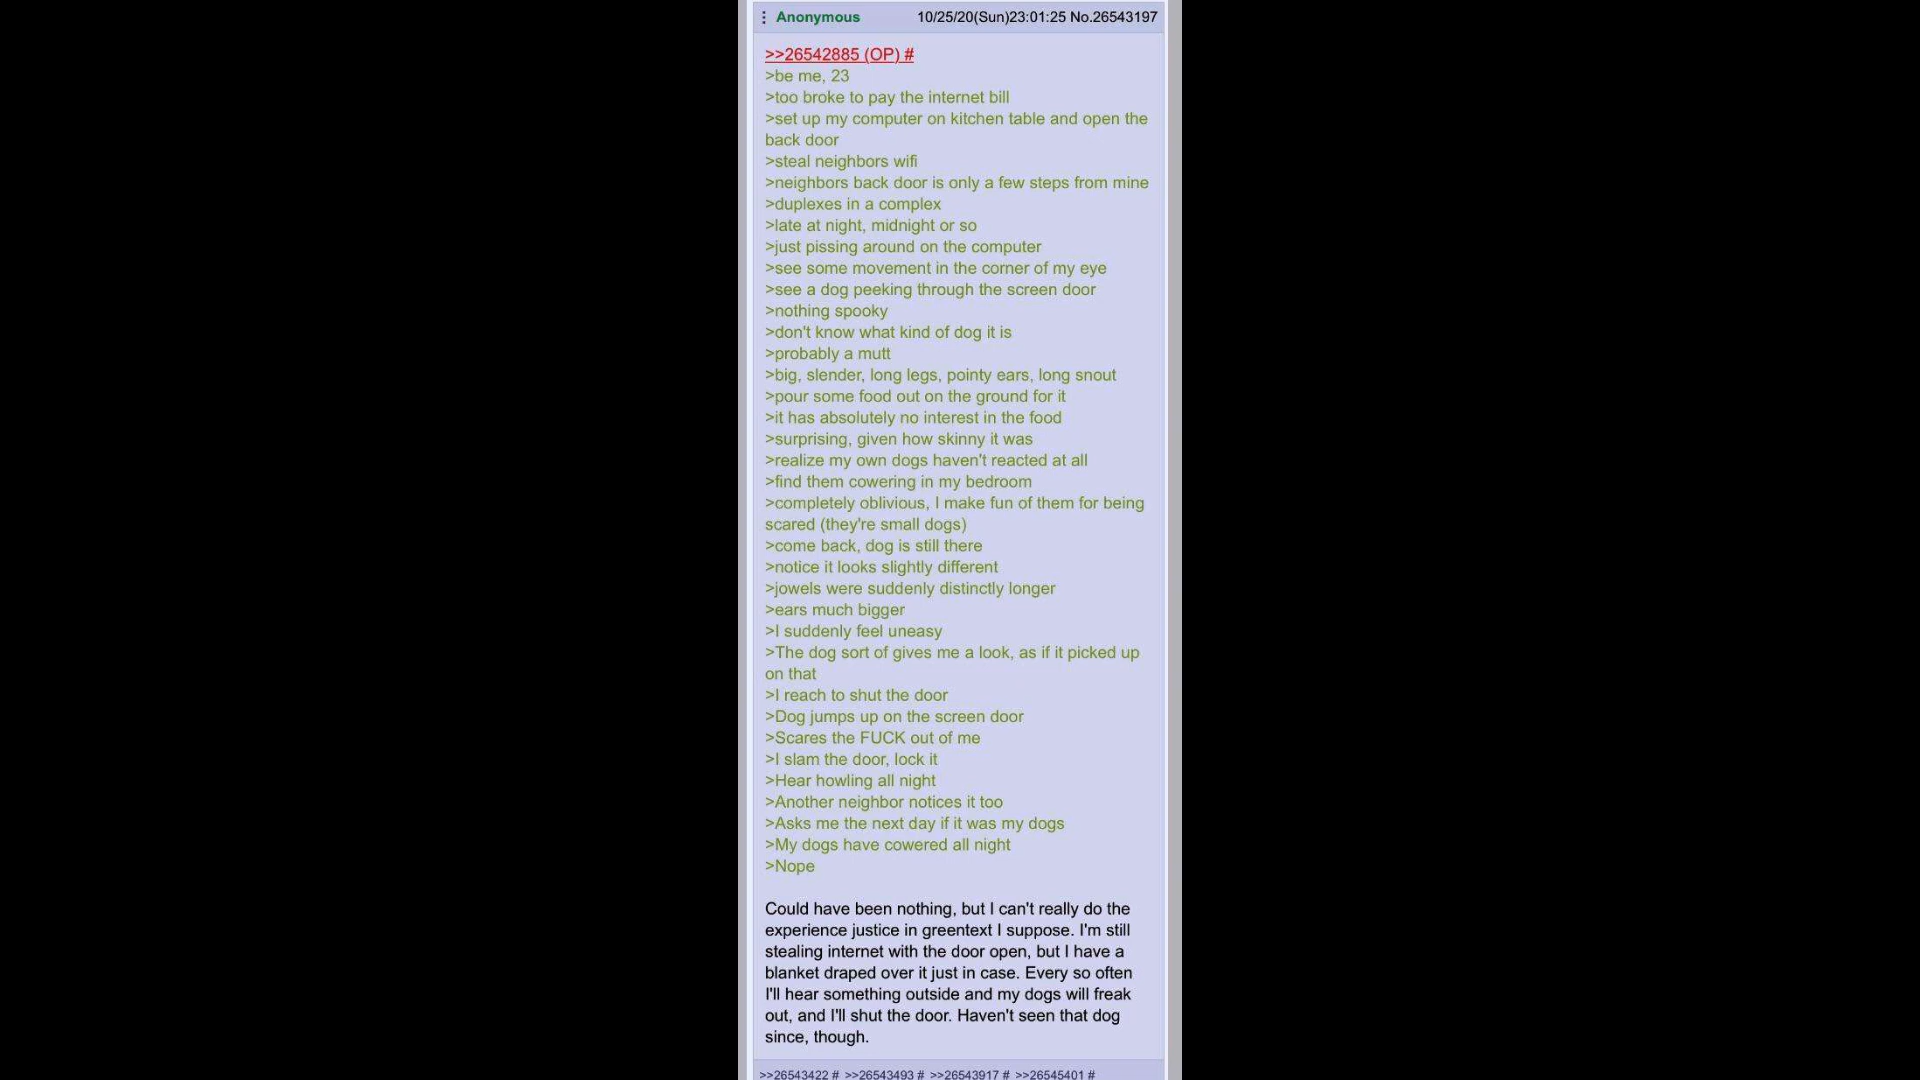 Anonymous 10/25/20(Sun)23:01:25 No.26543197
>>26542885 (OP) #
>be me, 23
>too broke to pay the internet bill
>set up my computer on kitchen table and open the
back door
>steal neighbors wifi
>neighbors back door is only a few steps from mine
>duplexes in a complex
>late at night, midnight or so
>just pissing around on the computer
>see some movement in the corner of my eye
>see a dog peeking through the screen door
>nothing spooky
>don't know what kind of dog it is
>probably a mutt
>big, slender, long legs, pointy ears, long snout
>pour some food out on the ground for it
>it has absolutely no interest in the food
>surprising, given how skinny it was
>realize my own dogs haven't reacted at all
>find them cowering in my bedroom
>completely oblivious, I make fun of them for being
scared (they're small dogs)
>come back, dog is still there
>notice it looks slightly different
>jowels were suddenly distinctly longer
>ears much bigger
>I suddenly feel uneasy
>The dog sort of gives me a look, as if it picked up
on that
>I reach to shut the door
>Dog jumps up on the screen door
>Scares the FUCK out of me
>I slam the door, lock it
>Hear howling all night
>Another neighbor notices it too
>Asks me the next day if it was my dogs
>My dogs have cowered all night
>Nope
Could have been nothing, but I can't really do the
experience justice in greentext I suppose. I'm still
stealing internet with the door open, but I have a
blanket draped over it just in case. Every so often
I'll hear something outside and my dogs will freak
out, and I'll shut the door. Haven't seen that dog
since, though.
>>26543422 # >>26543493 # >>26543917 # >>26545401 #